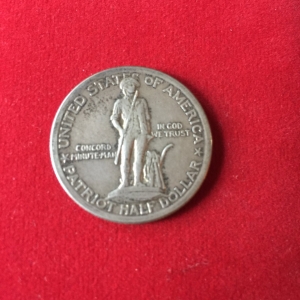 UNITED STATES OF AMERICA
IN GOD
WE TRUST
CONCORD
MINUTE-MAN
PATRIOT HALF DOLLAR